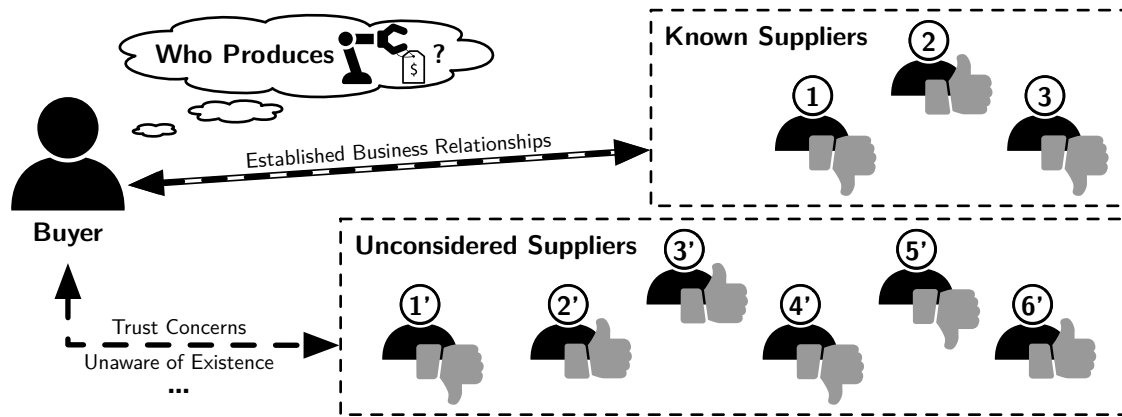 Who Produces $ ?
Known Suppliers
1
2
3
Established Business Relationships
Buyer
Unconsidered Suppliers
1'
2'
3'
4'
5'
6'
Trust Concerns
Unaware of Existence
...